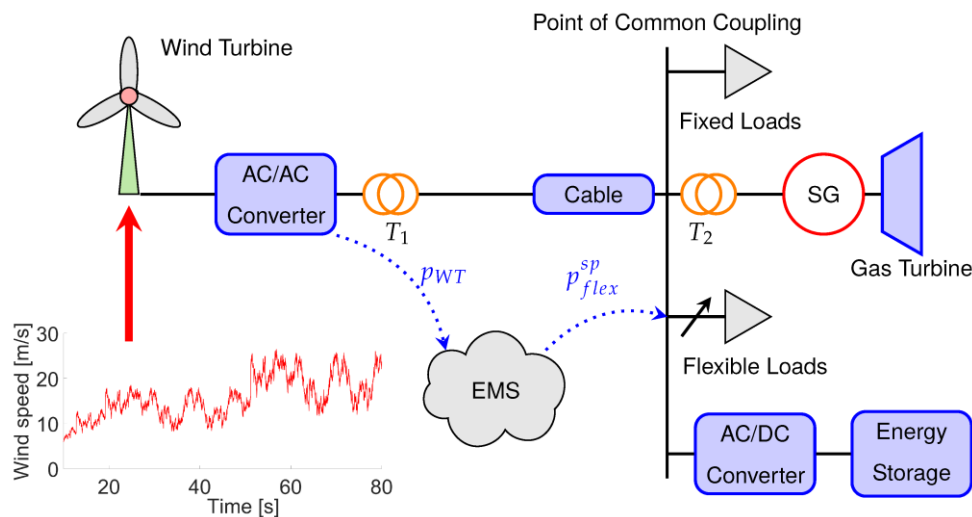 Point of Common Coupling
Wind Turbine
Fixed Loads
AC/AC
Converter
T1
Cable
T2
SG
Gas Turbine
pWT
p^{sp}_{flex}
EMS
Flexible Loads
AC/DC
Converter
Energy
Storage
Wind speed [m/s]
30
20
10
0
20
40
60
80
Time [s]